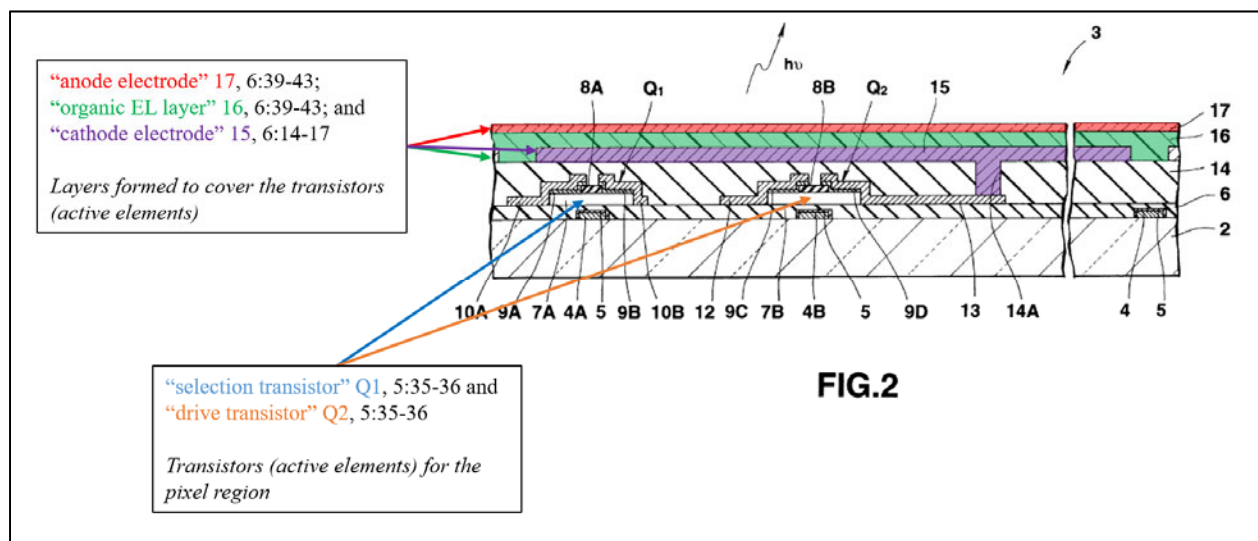 “anode electrode” 17, 6:39-43;
“organic EL layer” 16, 6:39-43; and
“cathode electrode” 15, 6:14-17
Layers formed to cover the transistors
(active elements)
hυ
3
8A
Q1
8B
Q2
15
17
16
14
6
2
10A
9A
7A
4A
5
9B
10B
12
9C
7B
4B
5
9D
13
14A
4
5
FIG.2
“selection transistor” Q1, 5:35-36 and
“drive transistor” Q2, 5:35-36
Transistors (active elements) for the
pixel region